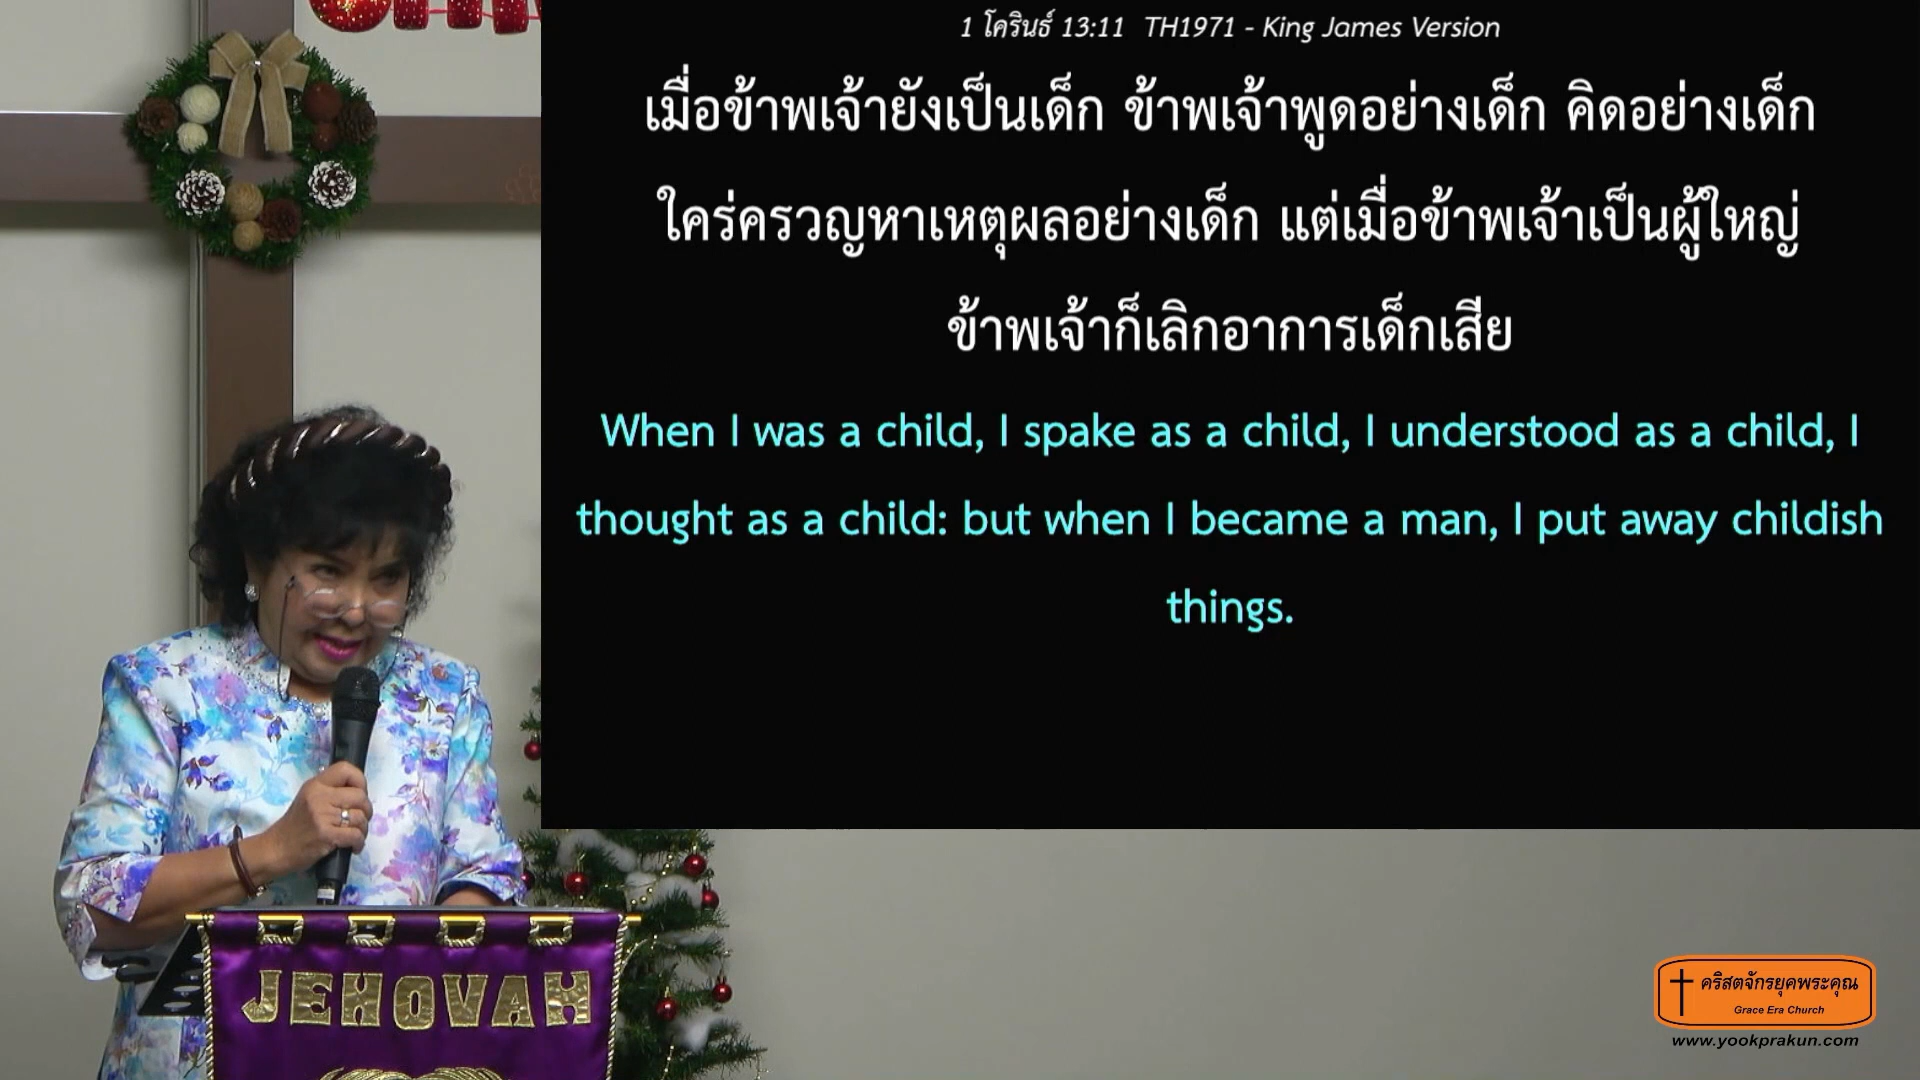 1 โครินธ์ 13:11 TH1971 - King James Version
เมื่อข้าพเจ้ายังเป็นเด็ก ข้าพเจ้าพูดอย่างเด็ก คิดอย่างเด็ก
ใคร่ครวญหาเหตุผลอย่างเด็ก แต่เมื่อข้าพเจ้าเป็นผู้ใหญ่
ข้าพเจ้าก็เลิกอาการเด็กเสีย
When I was a child, I spake as a child, I understood as a child, I
thought as a child: but when I became a man, I put away childish
things.
JEHOVAH
คริสตจักรยุคพระคุณ
Grace Era Church
www.yookprakun.com